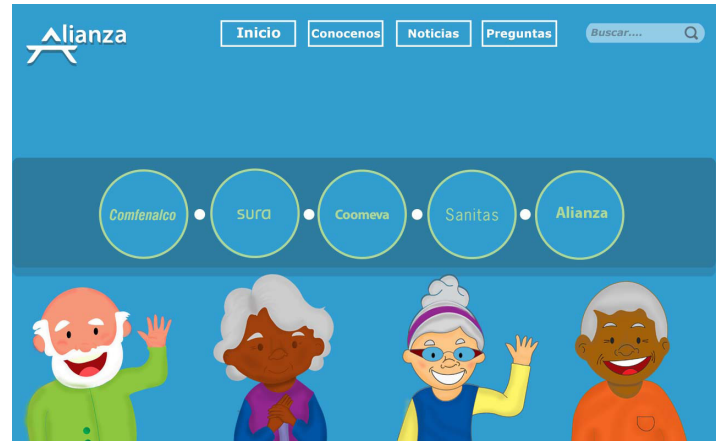 Alianza
Inicio Conocenos Noticias Preguntas Buscar....
Comfenalco sura Coomeva Sanitas Alianza